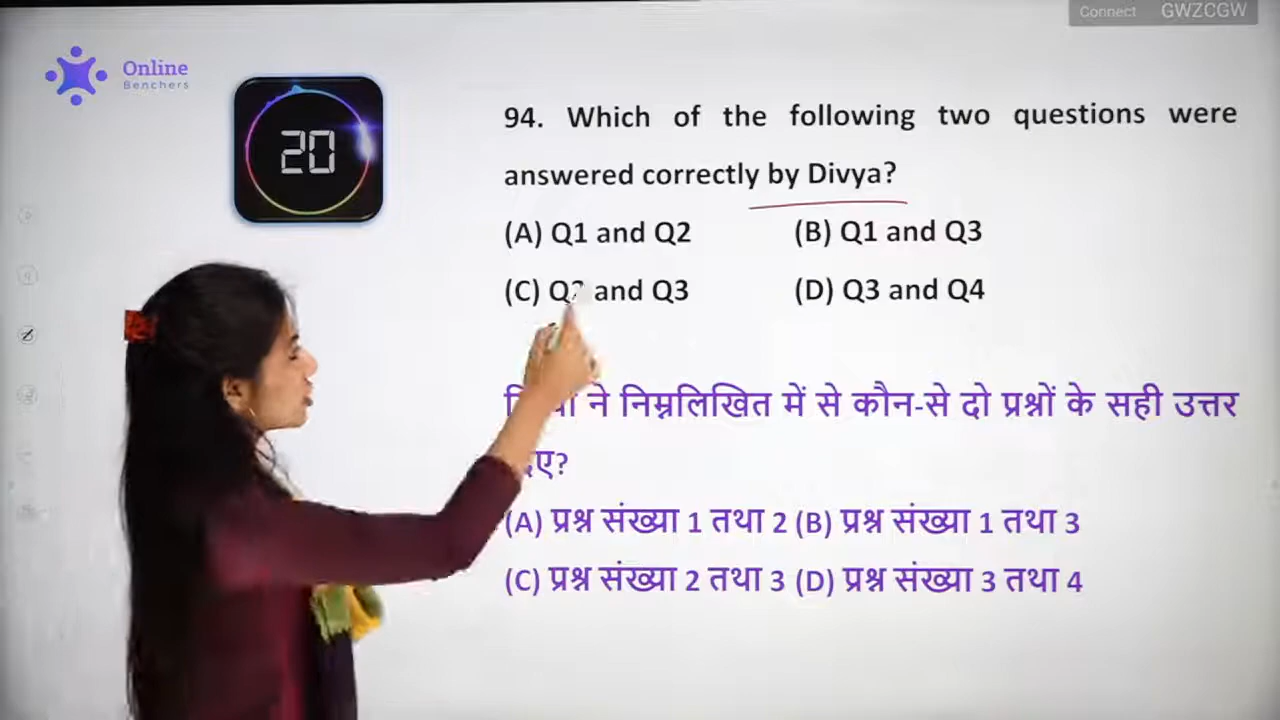 Connect GWZCGW
Online
Benchers
20
94. Which of the following two questions were
answered correctly by Divya?
(A) Q1 and Q2 (B) Q1 and Q3
(C) and Q3 (D) Q3 and Q4
ने निम्नलिखित में से कौन-से दो प्रश्नों के सही उत्तर
(A) प्रश्न संख्या 1 तथा 2 (B) प्रश्न संख्या 1 तथा 3
(C) प्रश्न संख्या 2 तथा 3 (D) प्रश्न संख्या 3 तथा 4